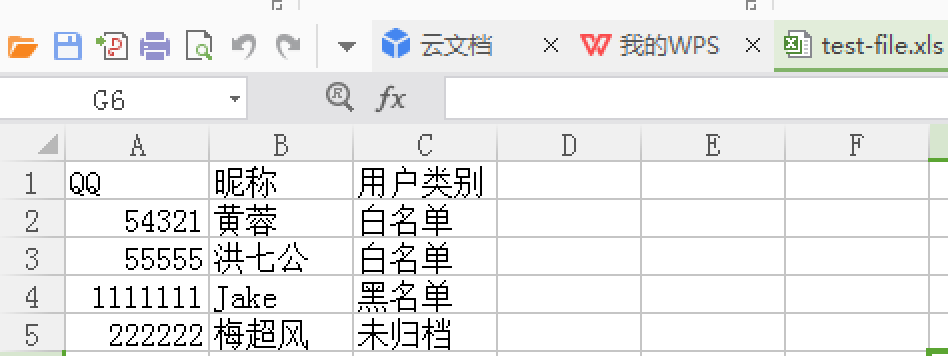 云文档 我的WPS test-file.xls
G6 fx
A B C D E F
1 QQ 昵称 用户类别
2 54321 黄蓉 白名单
3 55555 洪七公 白名单
4 1111111 Jake 黑名单
5 222222 梅超风 未归档